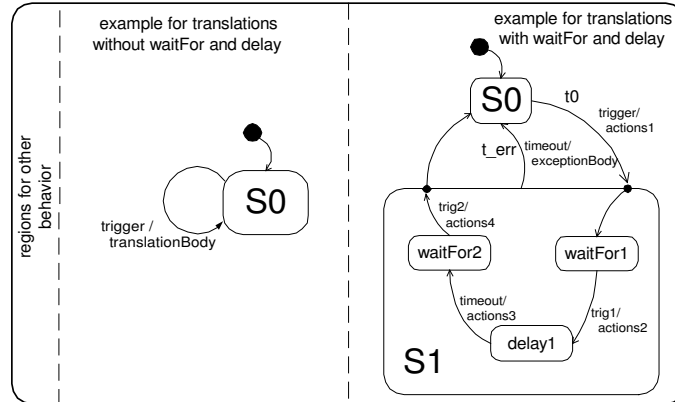 regions for other
behavior
example for translations
without waitFor and delay
S0
trigger /
translationBody
example for translations
with waitFor and delay
S0
t0
trigger/
actions1
t_err
timeout/
exceptionBody
trig2/
actions4
waitFor2
waitFor1
timeout/
actions3
trig1/
actions2
delay1
S1